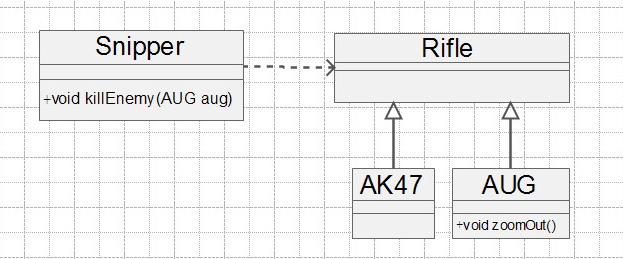 Snipper
+void killEnemy(AUG aug)
Rifle
AK47
AUG
+void zoomOut()